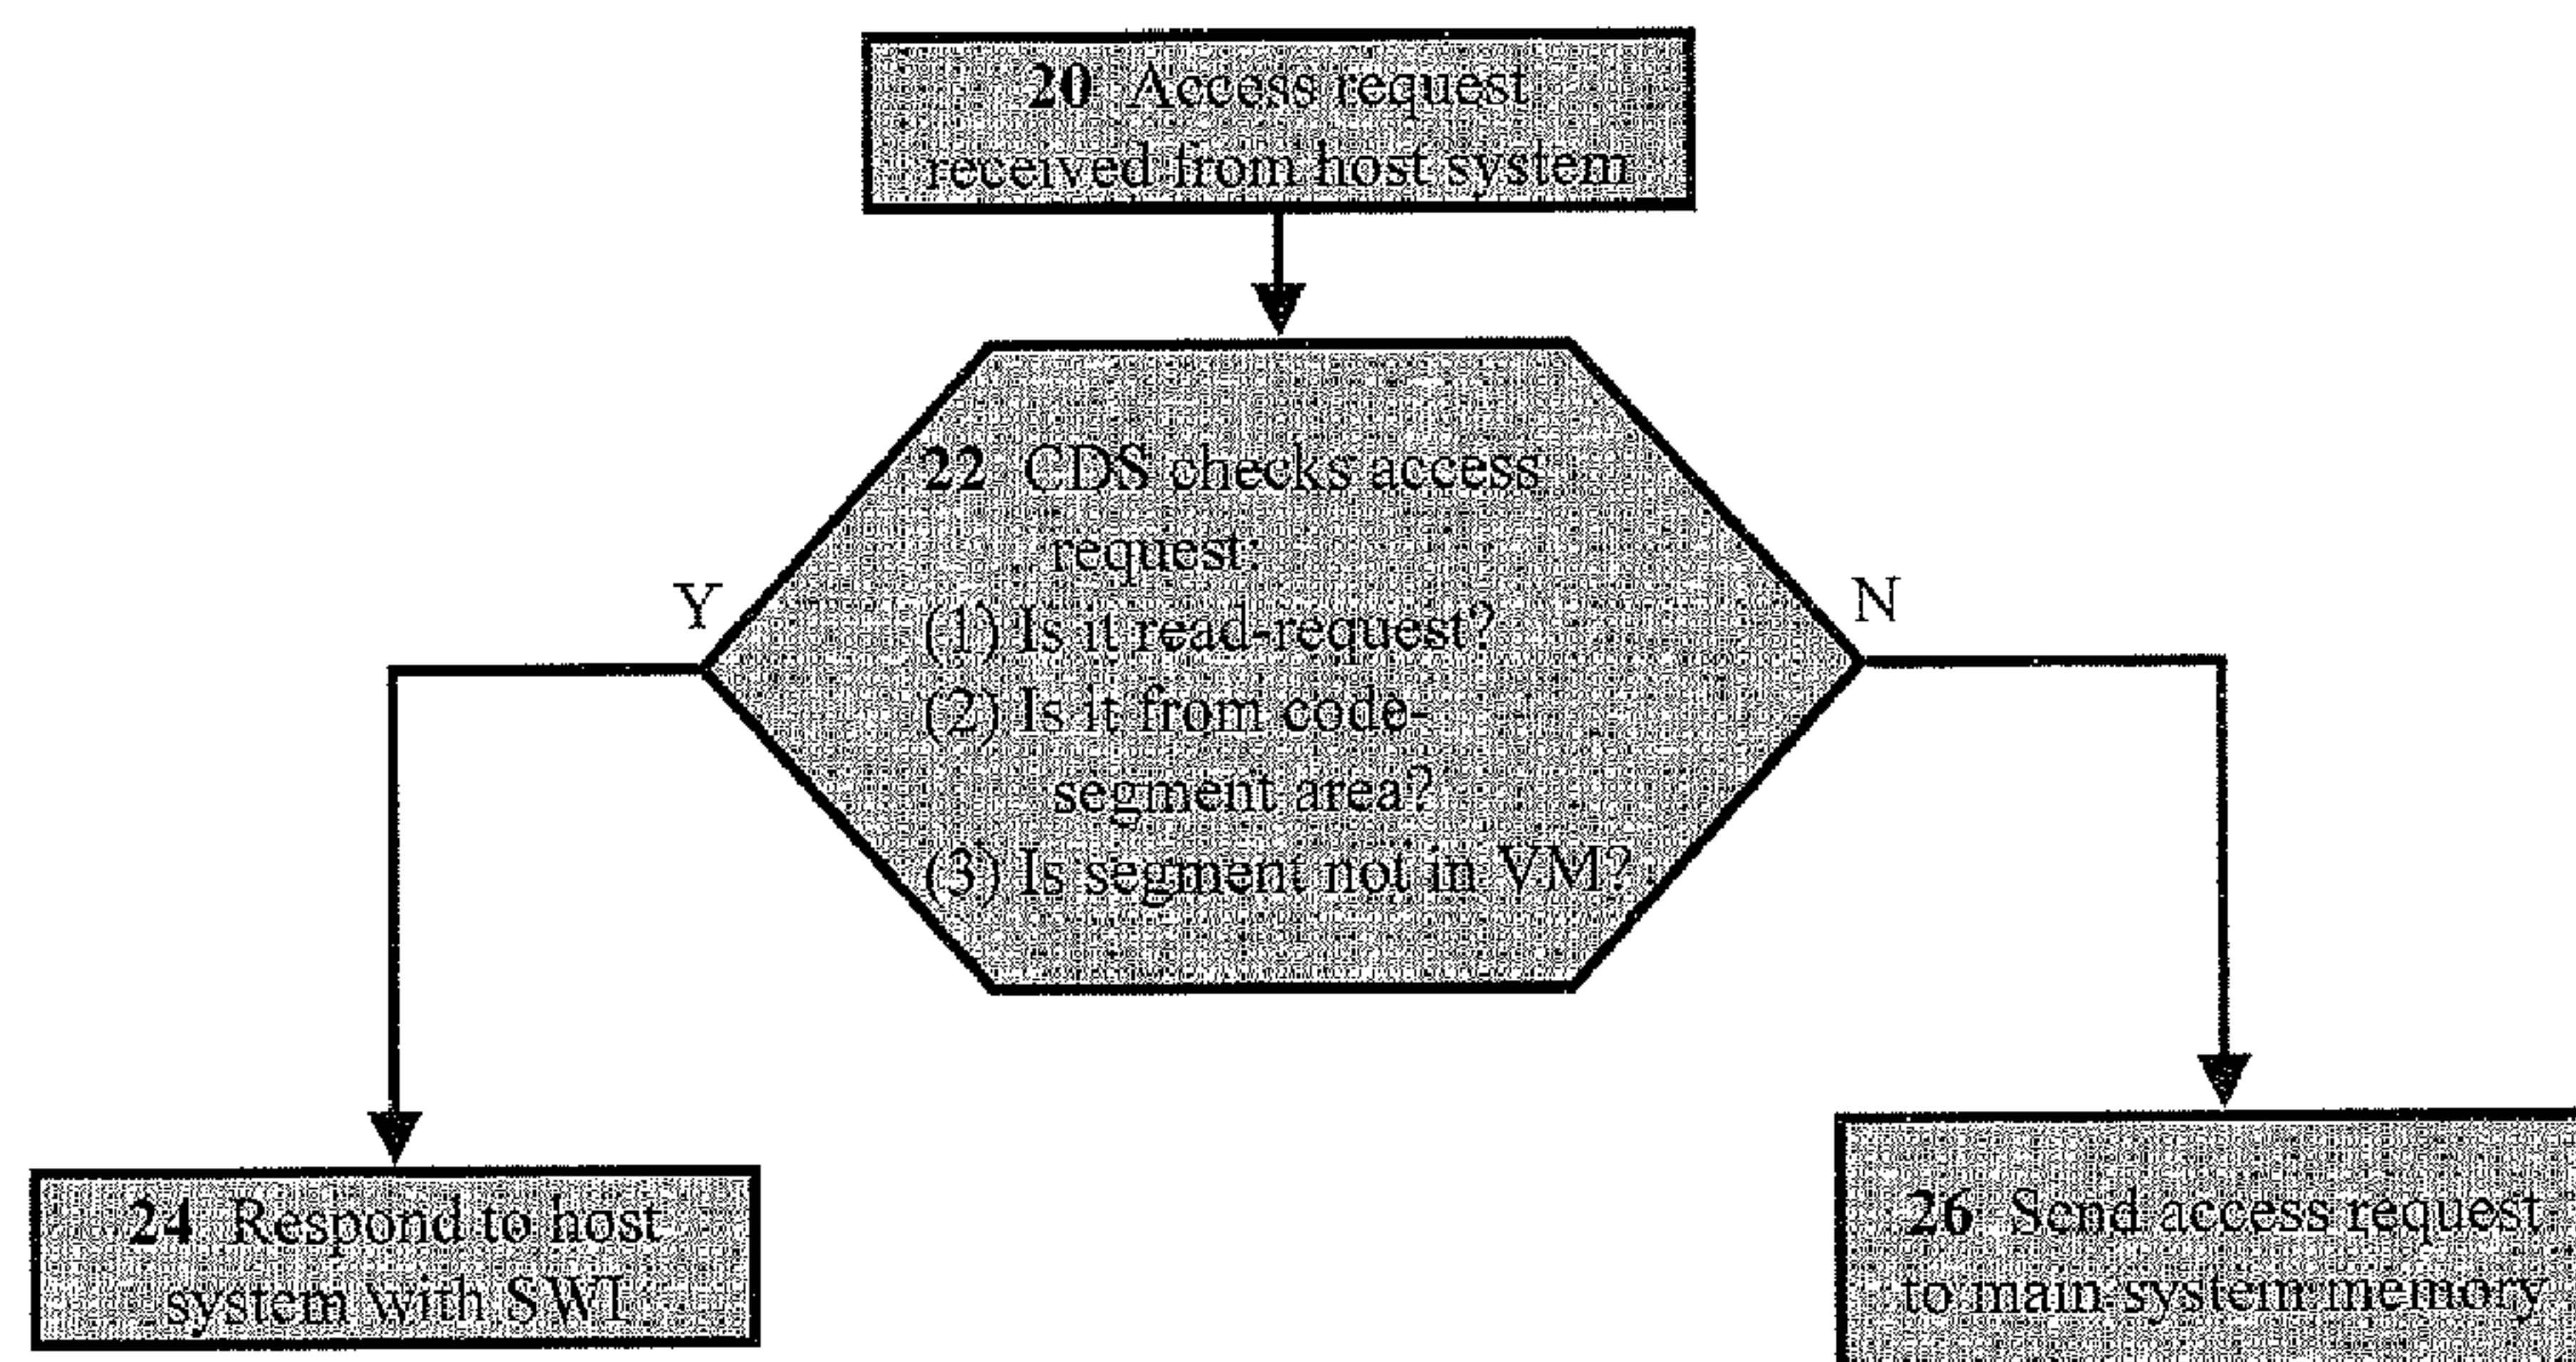 20 Access request
received from host system
22 CDS checks access
request:
Y
N
(1) Is it read-request?
(2) Is it from code-
segment area?
(3) Is segment not in VM?
24 Respond to host
system with SWI
26 Send access request
to main system memory